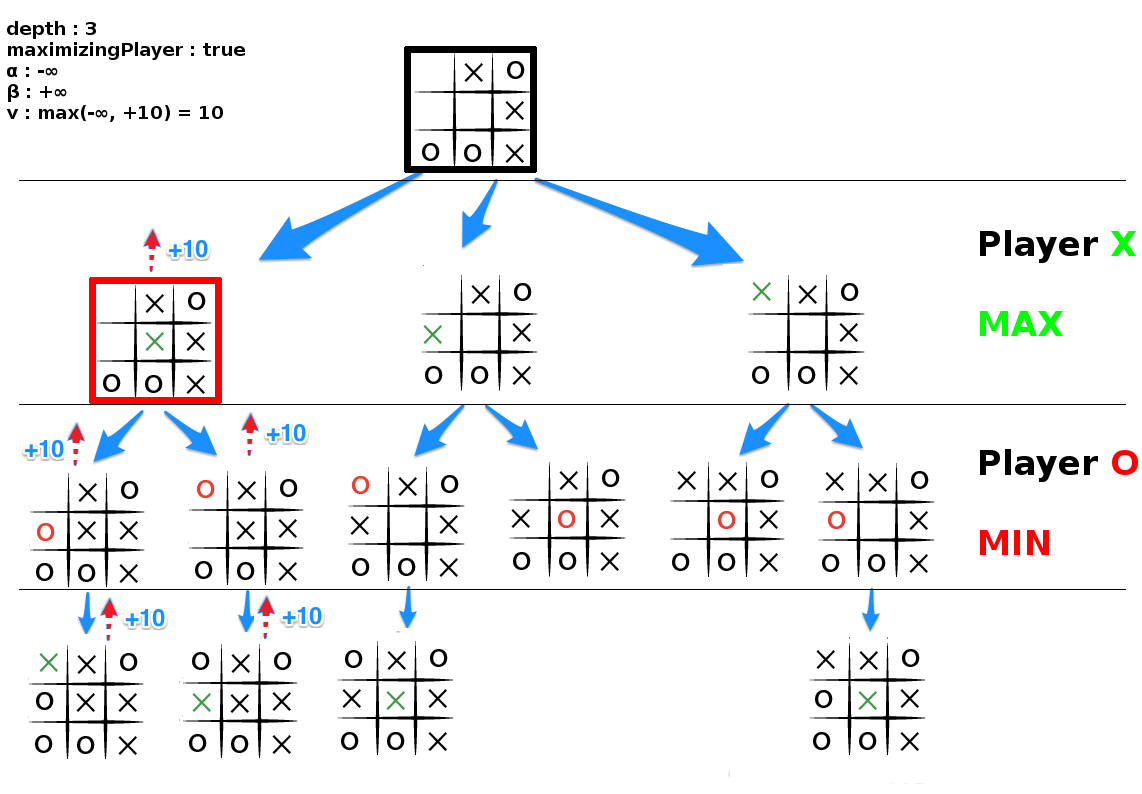 depth : 3
maximizingPlayer : true
α : -∞
β : +∞
v : max(-∞, +10) = 10
X O
X
O O X
Player X
+10
MAX
X O
X X
O O X
X O
X X
O O X
X X O
X
O O X
+10
+10
Player O
MIN
X O
O X X
O O X
O X O
X X
O O X
O X O
X X
O O X
X O
X O X
O O X
X X O
O X
O O X
X X O
O X
O O X
+10
+10
X X O
O X X
O O X
O X O
X X X
O O X
O X O
X X X
O O X
X X O
O X X
O O X